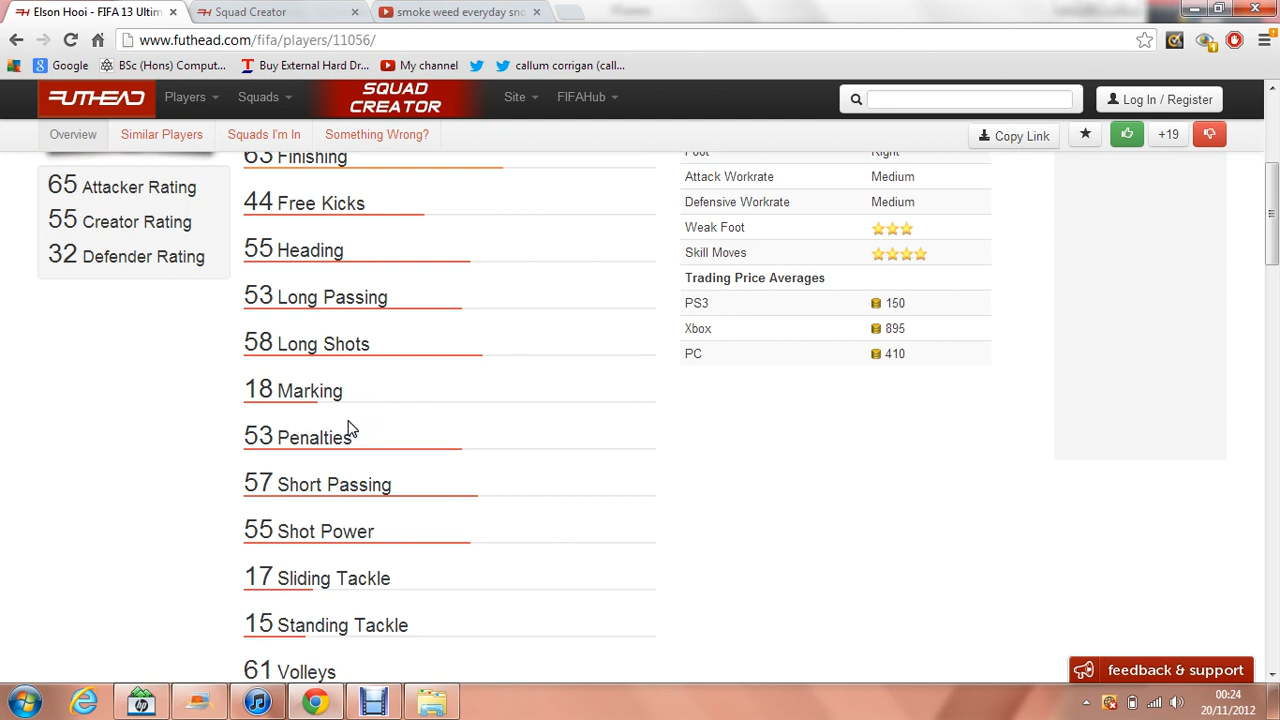 Elson Hooi - FIFA 13 Ultim
Squad Creator
smoke weed everyday sno
www.futhead.com/fifa/players/11056/
Google
BSc (Hons) Comput...
Buy External Hard Dr...
My channel
callum corrigan (call...
FUTHEAD
Players
Squads
SQUAD CREATOR
Site
FIFAHub
Log In / Register
Overview
Similar Players
Squads I'm In
Something Wrong?
Copy Link
+19
65 Attacker Rating
55 Creator Rating
32 Defender Rating
63 Finishing
44 Free Kicks
55 Heading
53 Long Passing
58 Long Shots
18 Marking
53 Penalties
57 Short Passing
55 Shot Power
17 Sliding Tackle
15 Standing Tackle
61 Volleys
Foot Right
Attack Workrate Medium
Defensive Workrate Medium
Weak Foot
Skill Moves
Trading Price Averages
PS3 150
Xbox 895
PC 410
feedback & support
00:24
20/11/2012